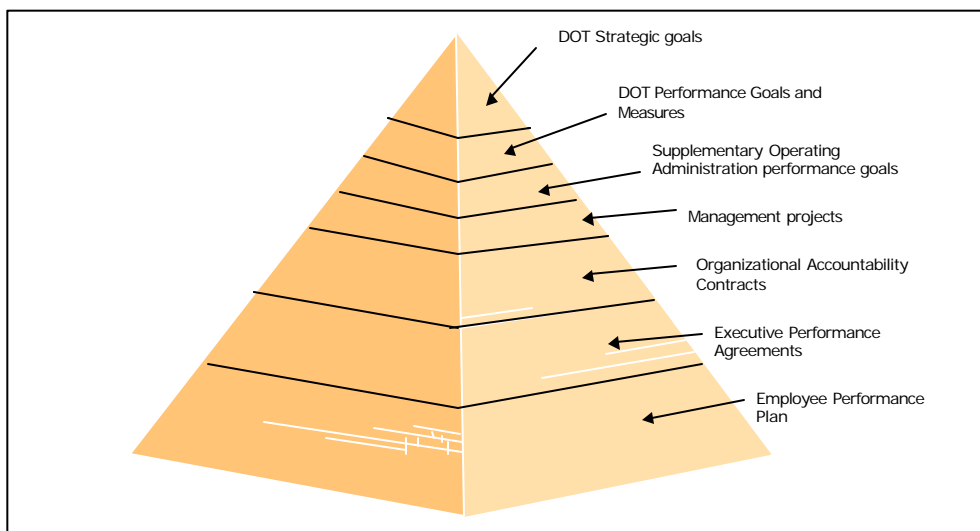 DOT Strategic goals
DOT Performance Goals and
Measures
Supplementary Operating
Administration performance goals
Management projects
Organizational Accountability
Contracts
Executive Performance
Agreements
Employee Performance
Plan